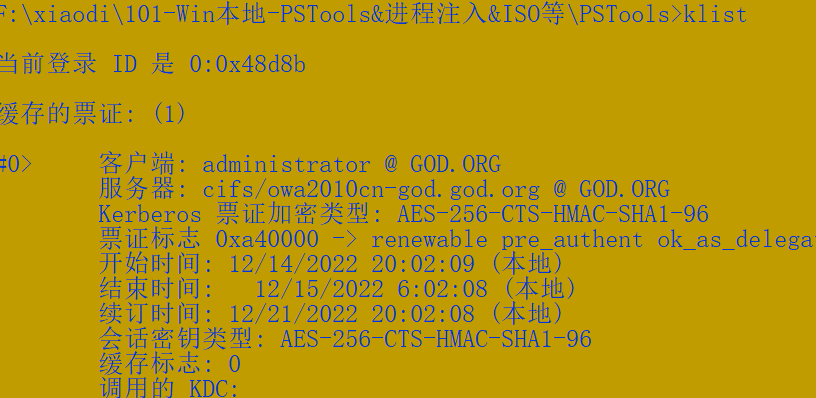 F:\xiaodi\101-Win本地-PSTools&进程注入&ISO等\PSTools>klist
当前登录 ID 是 0:0x48d8b
缓存的票证: (1)
#0> 客户端: administrator @ GOD.ORG
服务器: cifs/owa2010cn-god.god.org @ GOD.ORG
Kerberos 票证加密类型: AES-256-CTS-HMAC-SHA1-96
票证标志 0xa40000 -> renewable pre_authent ok_as_delega
开始时间: 12/14/2022 20:02:09 (本地)
结束时间: 12/15/2022 6:02:08 (本地)
续订时间: 12/21/2022 20:02:08 (本地)
会话密钥类型: AES-256-CTS-HMAC-SHA1-96
缓存标志: 0
调用的 KDC: